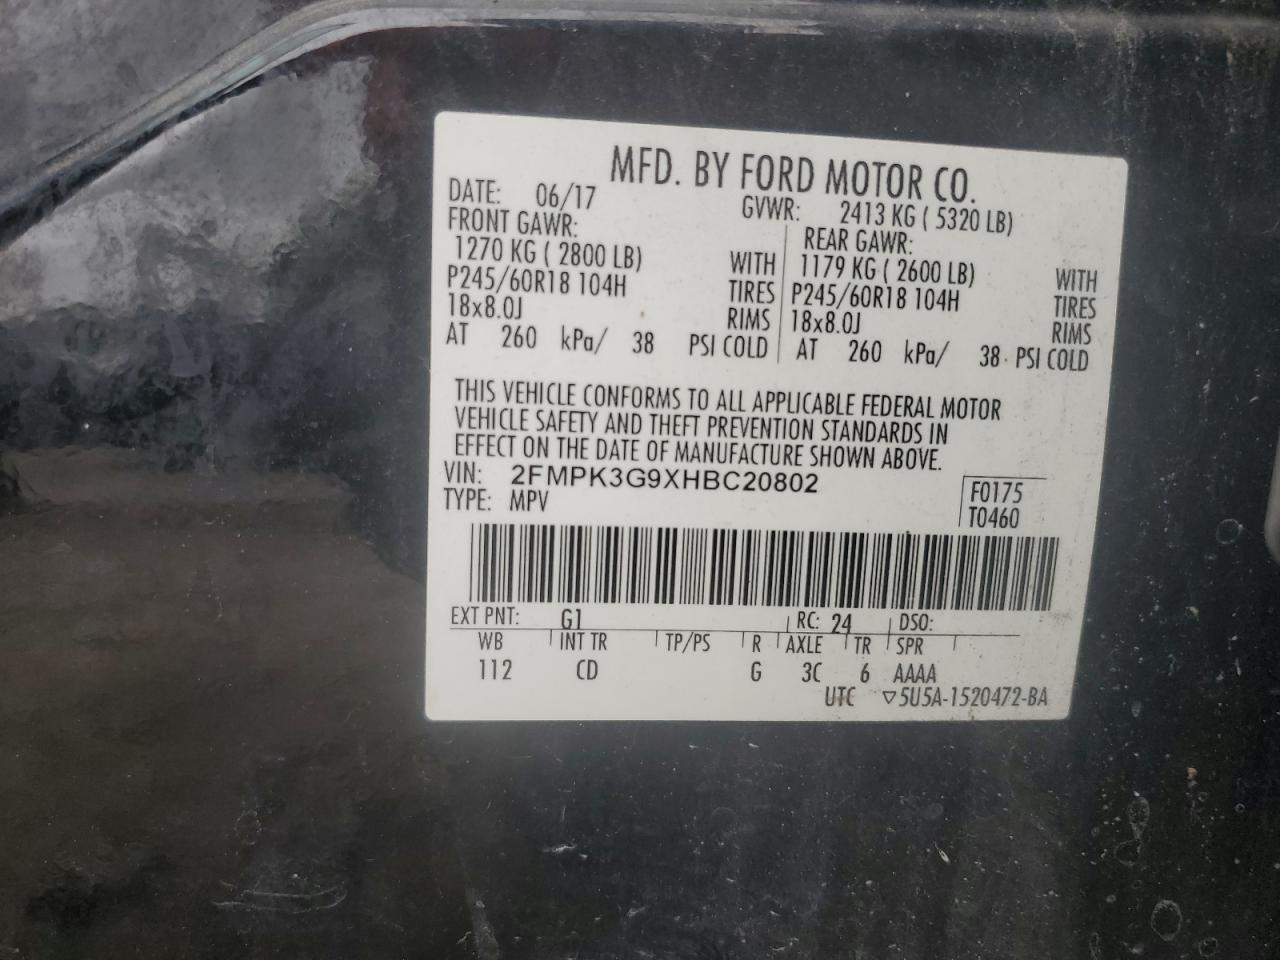 MFD. BY FORD MOTOR CO.
DATE: 06/17 GVWR: 2413 KG ( 5320 LB)
FRONT GAWR: REAR GAWR:
1270 KG ( 2800 LB) WITH 1179 KG ( 2600 LB) WITH
P245/60R18 104H TIRES P245/60R18 104H TIRES
18x8.0J RIMS 18x8.0J RIMS
AT 260 kPa/ 38 PSI COLD AT 260 kPa/ 38 PSI COLD
THIS VEHICLE CONFORMS TO ALL APPLICABLE FEDERAL MOTOR
VEHICLE SAFETY AND THEFT PREVENTION STANDARDS IN
EFFECT ON THE DATE OF MANUFACTURE SHOWN ABOVE.
VIN: 2FMPK3G9XHBC20802 F0175
TYPE: MPV T0460
EXT PNT: G1 RC: 24 DSO:
WB INT TR TP/PS R AXLE TR SPR
112 CD G 3C 6 AAAA
UTC ▽5U5A-1520472-BA